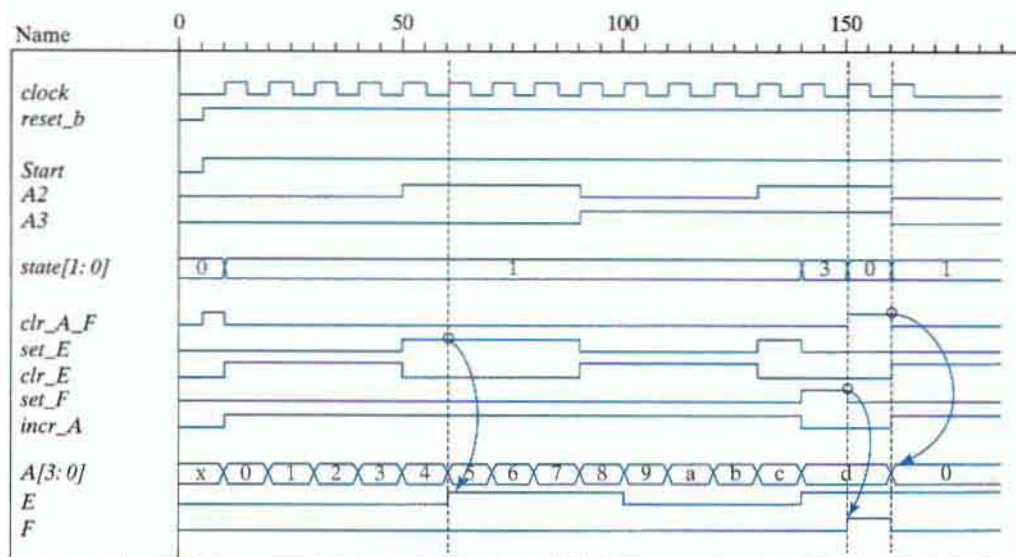 0 50 100 150
Name
clock
reset_b
Start
A2
A3
state[1: 0] 0 1 3 0 1
clr_A_F
set_E
clr_E
set_F
incr_A
A[3: 0] x 0 1 2 3 4 5 6 7 8 9 a b c d 0
E
F